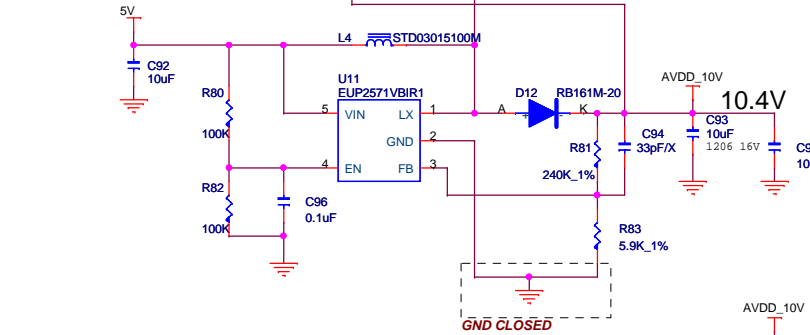 5V
L4 STD03015100M
C92
10uF
U11
EUP2571VBIR1
R80
100K
5 VIN LX 1
GND 2
4 EN FB 3
D12 RB161M-20
A K
AVDD_10V
10.4V
C93
10uF
1206 16V
C94
33pF/X
R81
240K_1%
C9
10
R82
100K
C96
0.1uF
R83
5.9K_1%
GND CLOSED
AVDD_10V